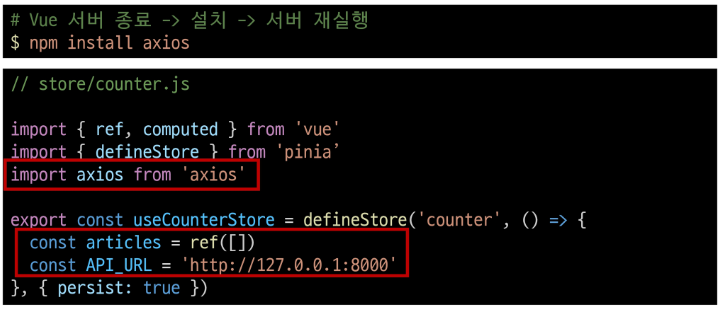 # Vue 서버 종료 -> 설치 -> 서버 재실행
$ npm install axios
// store/counter.js
import { ref, computed } from 'vue'
import { defineStore } from 'pinia’
import axios from 'axios'
export const useCounterStore = defineStore('counter', () => {
const articles = ref([])
const API_URL = 'http://127.0.0.1:8000'
}, { persist: true })